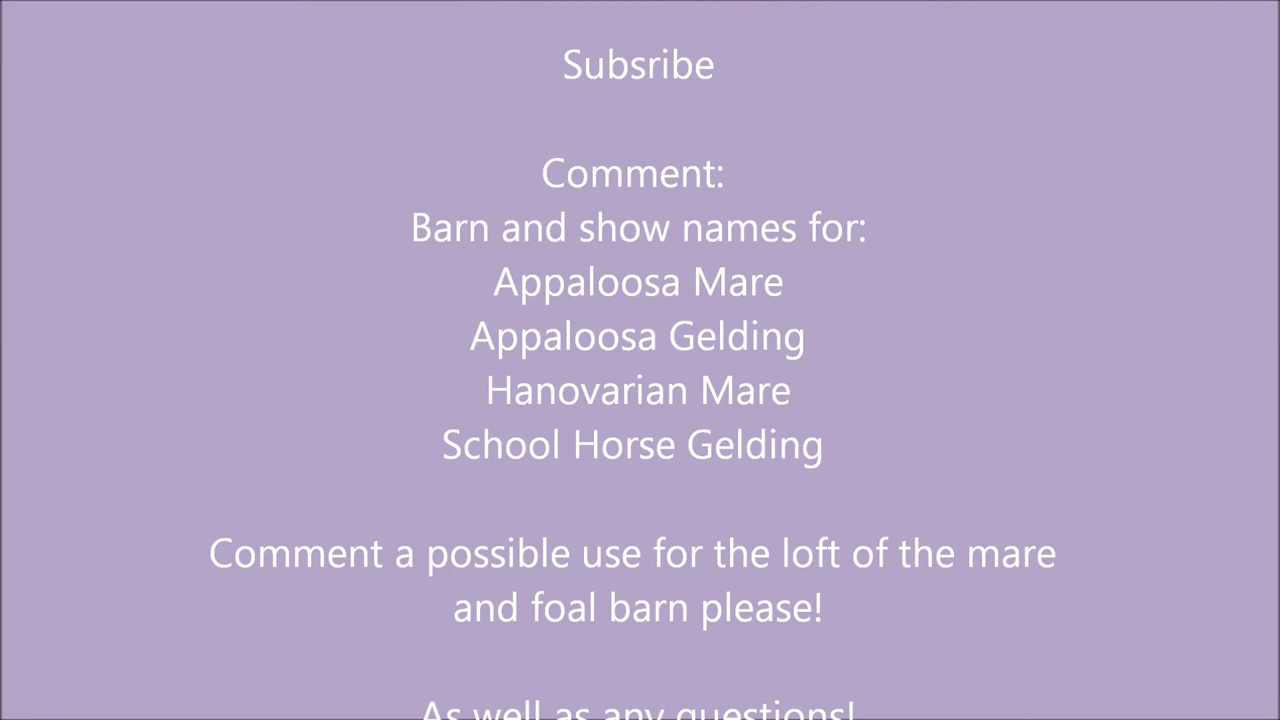 Subsribe
Comment:
Barn and show names for:
Appaloosa Mare
Appaloosa Gelding
Hanovarian Mare
School Horse Gelding
Comment a possible use for the loft of the mare
and foal barn please!
As well as any questions!